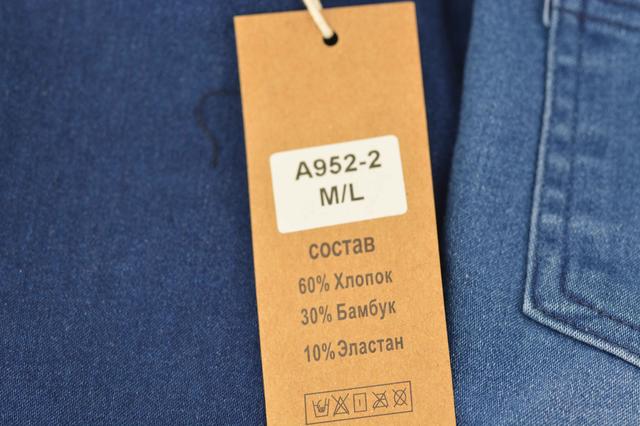 A952-2
M/L
состав
60% Хлопок
30% Бамбук
10% Эластан